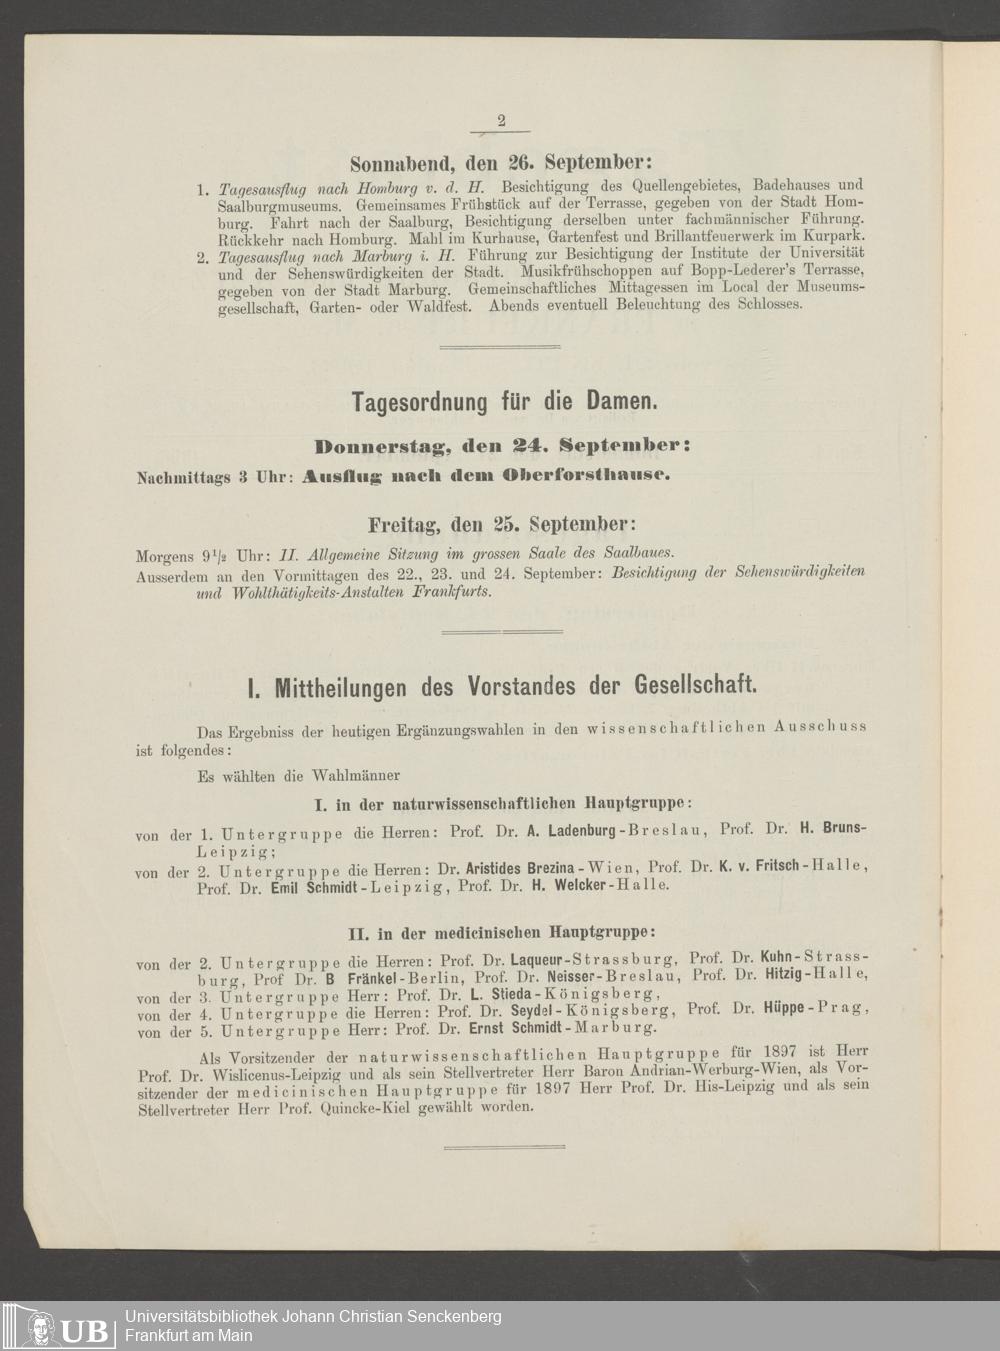 2
Sonnabend, den 26. September:
1. Tagesausflug nach Homburg v. d. H. Besichtigung des Quellengebietes, Badehauses und
Saalburgmuseums. Gemeinsames Frühstück auf der Terrasse, gegeben von der Stadt Hom-
burg. Fahrt nach der Saalburg, Besichtigung derselben unter fachmännischer Führung.
Rückkehr nach Homburg. Mahl im Kurhause, Gartenfest und Brillantfeuerwerk im Kurpark.
2. Tagesausflug nach Marburg i. H. Führung zur Besichtigung der Institute der Universität
und der Sehenswürdigkeiten der Stadt. Musikfrühschoppen auf Bopp-Lederer's Terrasse,
gegeben von der Stadt Marburg. Gemeinschaftliches Mittagessen im Local der Museums-
gesellschaft, Garten- oder Waldfest. Abends eventuell Beleuchtung des Schlosses.
Tagesordnung für die Damen.
Donnerstag, den 24. September:
Nachmittags 3 Uhr: Ausflug nach dem Oberforsthause.
Freitag, den 25. September:
Morgens 9 1/2 Uhr: II. Allgemeine Sitzung im grossen Saale des Saalbaues.
Ausserdem an den Vormittagen des 22., 23. und 24. September: Besichtigung der Sehenswürdigkeiten
und Wohlthätigkeits-Anstalten Frankfurts.
I. Mittheilungen des Vorstandes der Gesellschaft.
Das Ergebniss der heutigen Ergänzungswahlen in den wissenschaftlichen Ausschuss
ist folgendes:
Es wählten die Wahlmänner
I. in der naturwissenschaftlichen Hauptgruppe:
von der 1. Untergruppe die Herren: Prof. Dr. A. Ladenburg-Breslau, Prof. Dr. H. Bruns-
Leipzig;
von der 2. Untergruppe die Herren: Dr. Aristides Brezina-Wien, Prof. Dr. K. v. Fritsch-Halle,
Prof. Dr. Emil Schmidt-Leipzig, Prof. Dr. H. Welcker-Halle.
II. in der medicinischen Hauptgruppe:
von der 2. Untergruppe die Herren: Prof. Dr. Laqueur-Strassburg, Prof. Dr. Kuhn-Strass-
burg, Prof Dr. B Fränkel-Berlin, Prof. Dr. Neisser-Breslau, Prof. Dr. Hitzig-Halle,
von der 3. Untergruppe Herr: Prof. Dr. L. Stieda-Königsberg,
von der 4. Untergruppe die Herren: Prof. Dr. Seydel-Königsberg, Prof. Dr. Hüppe-Prag,
von der 5. Untergruppe Herr: Prof. Dr. Ernst Schmidt-Marburg.
Als Vorsitzender der naturwissenschaftlichen Hauptgruppe für 1897 ist Herr
Prof. Dr. Wislicenus-Leipzig und als sein Stellvertreter Herr Baron Andrian-Werburg-Wien, als Vor-
sitzender der medicinischen Hauptgruppe für 1897 Herr Prof. Dr. His-Leipzig und als sein
Stellvertreter Herr Prof. Quincke-Kiel gewählt worden.
UB
Universitätsbibliothek Johann Christian Senckenberg
Frankfurt am Main